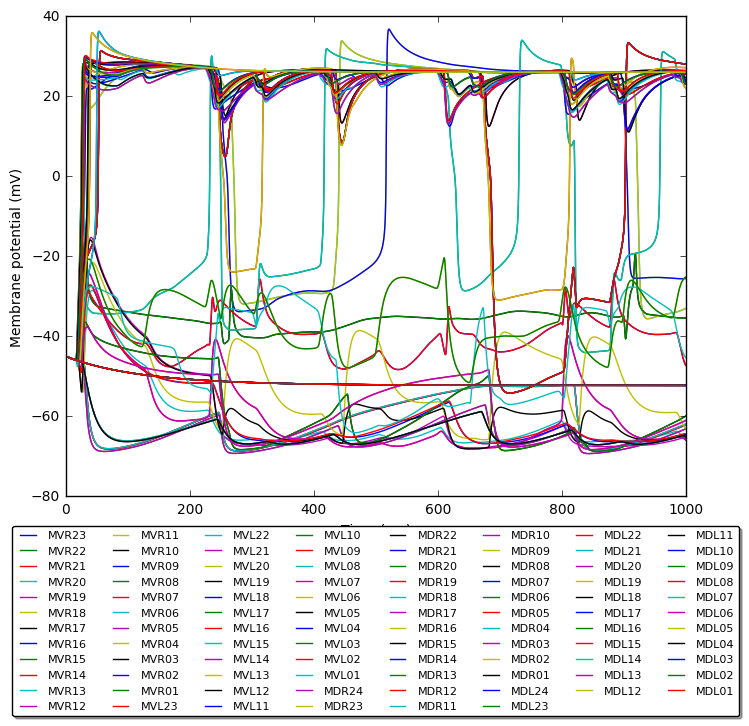 40
20
0
−20
−40
−60
−80
Membrane potential (mV)
0 200 400 600 800 1000
MVR23 MVR11 MVL22 MVL10 MDR22 MDR10 MDL22 MDL11
MVR22 MVR10 MVL21 MVL09 MDR21 MDR09 MDL21 MDL10
MVR21 MVR09 MVL20 MVL08 MDR20 MDR08 MDL20 MDL09
MVR20 MVR08 MVL19 MVL07 MDR19 MDR07 MDL19 MDL08
MVR19 MVR07 MVL18 MVL06 MDR18 MDR06 MDL18 MDL07
MVR18 MVR06 MVL17 MVL05 MDR17 MDR05 MDL17 MDL06
MVR17 MVR05 MVL16 MVL04 MDR16 MDR04 MDL16 MDL05
MVR16 MVR04 MVL15 MVL03 MDR15 MDR03 MDL15 MDL04
MVR15 MVR03 MVL14 MVL02 MDR14 MDR02 MDL14 MDL03
MVR14 MVR02 MVL13 MVL01 MDR13 MDR01 MDL13 MDL02
MVR13 MVR01 MVL12 MDR24 MDR12 MDL24 MDL12 MDL01
MVR12 MVL23 MVL11 MDR23 MDR11 MDL23